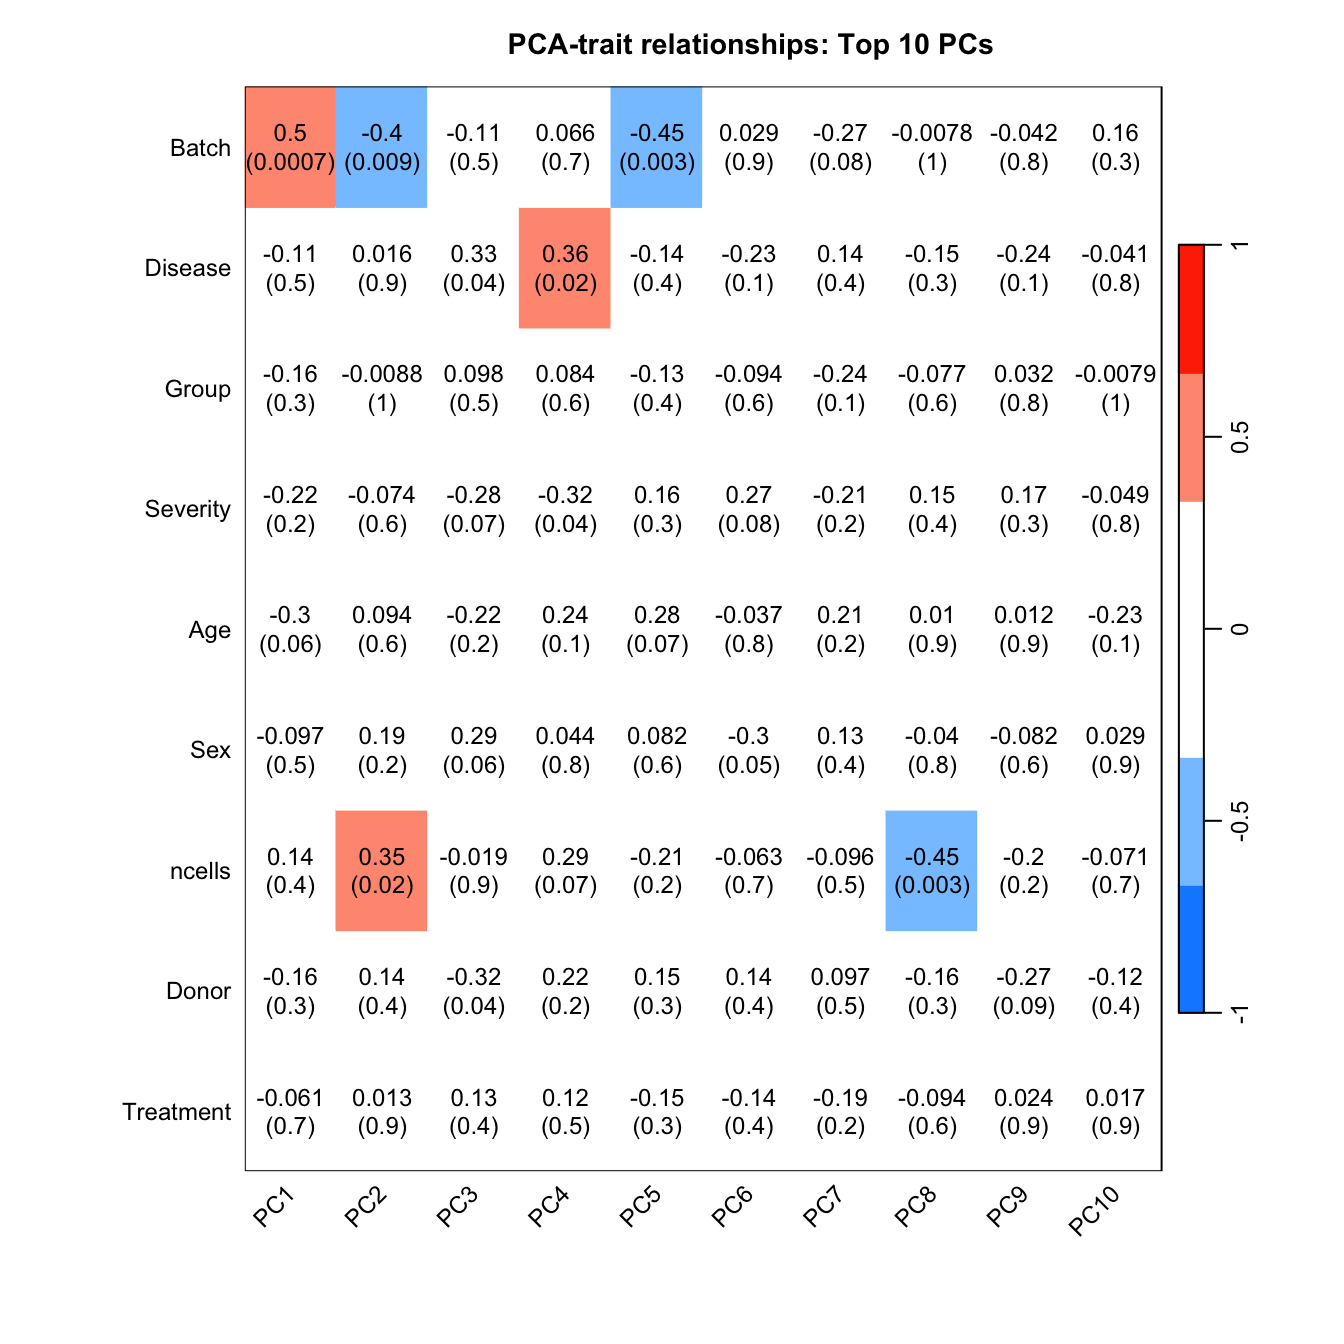 PCA-trait relationships: Top 10 PCs
Batch 0.5 -0.4 -0.11 0.066 -0.45 0.029 -0.27 -0.0078 -0.042 0.16
(0.0007) (0.009) (0.5) (0.7) (0.003) (0.9) (0.08) (1) (0.8) (0.3)
Disease -0.11 0.016 0.33 0.36 -0.14 -0.23 0.14 -0.15 -0.24 -0.041
(0.5) (0.9) (0.04) (0.02) (0.4) (0.1) (0.4) (0.3) (0.1) (0.8)
Group -0.16 -0.0088 0.098 0.084 -0.13 -0.094 -0.24 -0.077 0.032 -0.0079
(0.3) (1) (0.5) (0.6) (0.4) (0.6) (0.1) (0.6) (0.8) (1)
Severity -0.22 -0.074 -0.28 -0.32 0.16 0.27 -0.21 0.15 0.17 -0.049
(0.2) (0.6) (0.07) (0.04) (0.3) (0.08) (0.2) (0.4) (0.3) (0.8)
Age -0.3 0.094 -0.22 0.24 0.28 -0.037 0.21 0.01 0.012 -0.23
(0.06) (0.6) (0.2) (0.1) (0.07) (0.8) (0.2) (0.9) (0.9) (0.1)
Sex -0.097 0.19 0.29 0.044 0.082 -0.3 0.13 -0.04 -0.082 0.029
(0.5) (0.2) (0.06) (0.8) (0.6) (0.05) (0.4) (0.8) (0.6) (0.9)
ncells 0.14 0.35 -0.019 0.29 -0.21 -0.063 -0.096 -0.45 -0.2 -0.071
(0.4) (0.02) (0.9) (0.07) (0.2) (0.7) (0.5) (0.003) (0.2) (0.7)
Donor -0.16 0.14 -0.32 0.22 0.15 0.14 0.097 -0.16 -0.27 -0.12
(0.3) (0.4) (0.04) (0.2) (0.3) (0.4) (0.5) (0.3) (0.09) (0.4)
Treatment -0.061 0.013 0.13 0.12 -0.15 -0.14 -0.19 -0.094 0.024 0.017
(0.7) (0.9) (0.4) (0.5) (0.3) (0.4) (0.2) (0.6) (0.9) (0.9)
PC1 PC2 PC3 PC4 PC5 PC6 PC7 PC8 PC9 PC10
1
0.5
0
-0.5
-1